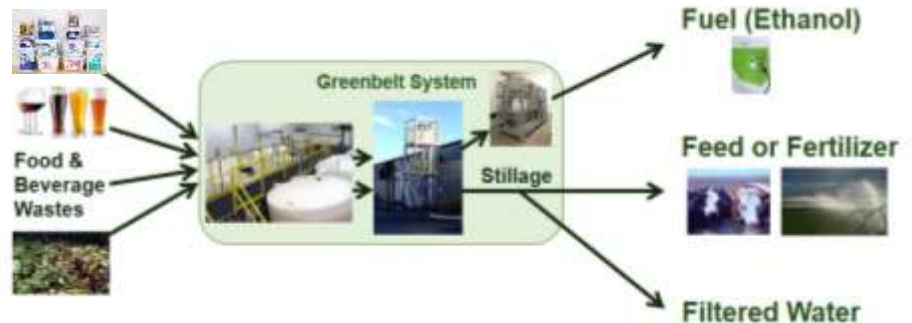 Fuel (Ethanol)
Greenbelt System
Food &
Beverage
Wastes
Stillage
Feed or Fertilizer
Filtered Water